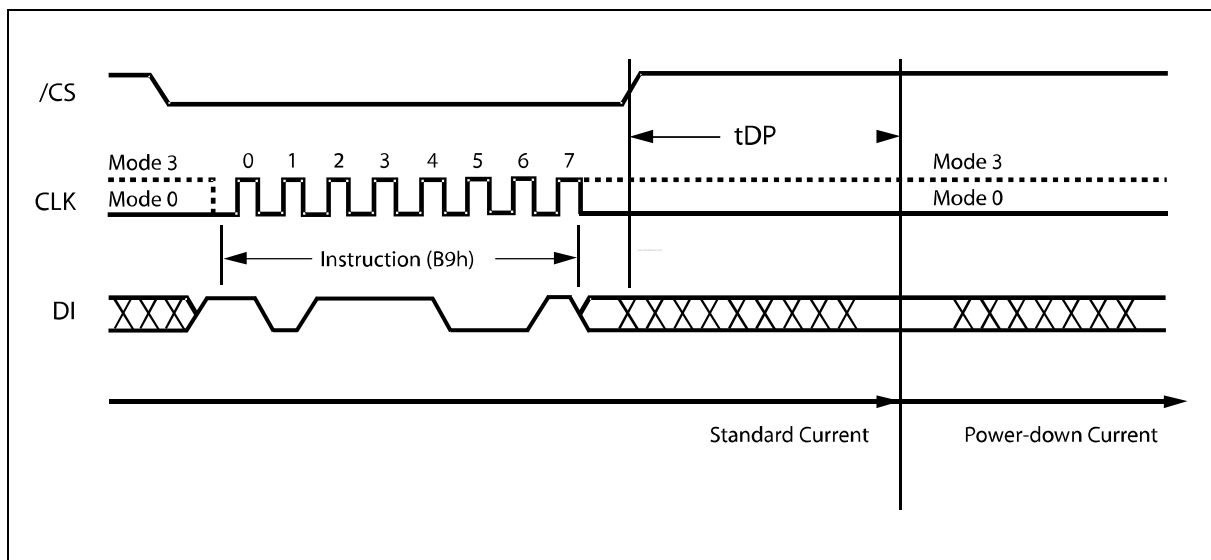 /CS
tDP
Mode 3
0 1 2 3 4 5 6 7
Mode 3
CLK
Mode 0
Mode 0
Instruction (B9h)
DI
Standard Current
Power-down Current